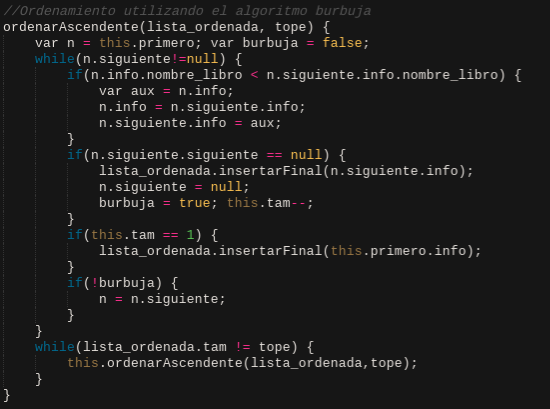 //Ordenamiento utilizando el algoritmo burbuja
ordenarAscendente(lista_ordenada, tope) {
    var n = this.primero; var burbuja = false;
    while(n.siguiente!=null) {
        if(n.info.nombre_libro < n.siguiente.info.nombre_libro) {
            var aux = n.info;
            n.info = n.siguiente.info;
            n.siguiente.info = aux;
        }
        if(n.siguiente.siguiente == null) {
            lista_ordenada.insertarFinal(n.siguiente.info);
            n.siguiente = null;
            burbuja = true; this.tam--;
        }
        if(this.tam == 1) {
            lista_ordenada.insertarFinal(this.primero.info);
        }
        if(!burbuja) {
            n = n.siguiente;
        }
    }
    while(lista_ordenada.tam != tope) {
        this.ordenarAscendente(lista_ordenada,tope);
    }
}